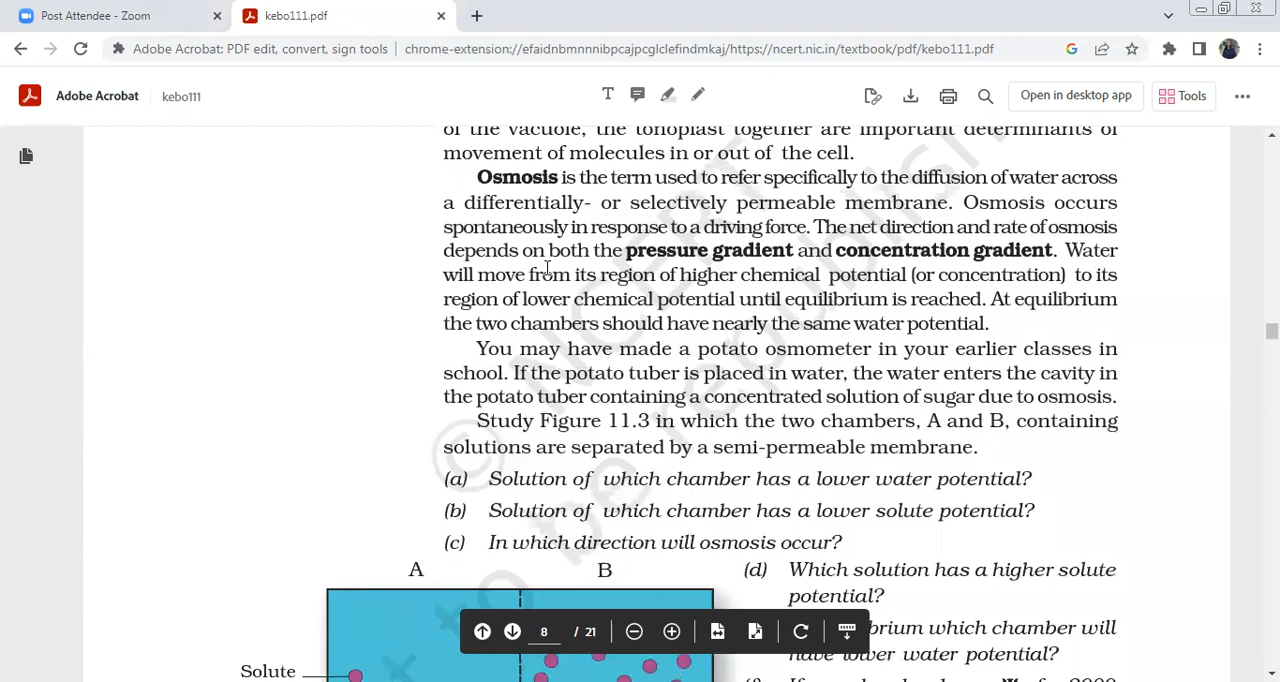 Post Attendee - Zoom
kebo111.pdf
Adobe Acrobat: PDF edit, convert, sign tools
chrome-extension://efaidnbmnnnibpcajpcglclefindmkaj/https://ncert.nic.in/textbook/pdf/kebo111.pdf
Adobe Acrobat
kebo111
Open in desktop app
Tools
of the vacuole, the tonoplast together are important determinants of
movement of molecules in or out of the cell.
Osmosis is the term used to refer specifically to the diffusion of water across
a differentially- or selectively permeable membrane. Osmosis occurs
spontaneously in response to a driving force. The net direction and rate of osmosis
depends on both the pressure gradient and concentration gradient. Water
will move from its region of higher chemical potential (or concentration) to its
region of lower chemical potential until equilibrium is reached. At equilibrium
the two chambers should have nearly the same water potential.
You may have made a potato osmometer in your earlier classes in
school. If the potato tuber is placed in water, the water enters the cavity in
the potato tuber containing a concentrated solution of sugar due to osmosis.
Study Figure 11.3 in which the two chambers, A and B, containing
solutions are separated by a semi-permeable membrane.
(a) Solution of which chamber has a lower water potential?
(b) Solution of which chamber has a lower solute potential?
(c) In which direction will osmosis occur?
A
B
(d) Which solution has a higher solute
potential?
8 / 21
brium which chamber will
have lower water potential?
Solute
© NCERT
to be republish